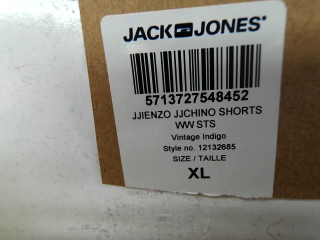 JACK JONES
5713727548452
JJIENZO JJCHINO SHORTS
WW STS
Vintage Indigo
Style no. 12132685
SIZE / TAILLE
XL